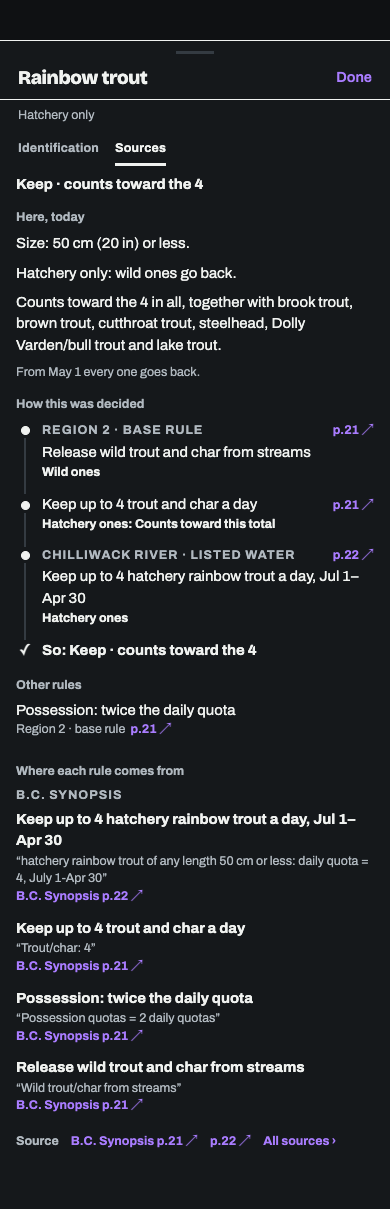 Rainbow trout
Done
Hatchery only
Identification Sources
Keep · counts toward the 4
Here, today
Size: 50 cm (20 in) or less.
Hatchery only: wild ones go back.
Counts toward the 4 in all, together with brook trout,
brown trout, cutthroat trout, steelhead, Dolly
Varden/bull trout and lake trout.
From May 1 every one goes back.
How this was decided
REGION 2 · BASE RULE p.21 ↗
Release wild trout and char from streams
Wild ones
Keep up to 4 trout and char a day p.21 ↗
Hatchery ones: Counts toward this total
CHILLIWACK RIVER · LISTED WATER p.22 ↗
Keep up to 4 hatchery rainbow trout a day, Jul 1–
Apr 30
Hatchery ones
✓ So: Keep · counts toward the 4
Other rules
Possession: twice the daily quota
Region 2 · base rule p.21 ↗
Where each rule comes from
B.C. SYNOPSIS
Keep up to 4 hatchery rainbow trout a day, Jul 1–
Apr 30
“hatchery rainbow trout of any length 50 cm or less: daily quota =
4, July 1-Apr 30”
B.C. Synopsis p.22 ↗
Keep up to 4 trout and char a day
“Trout/char: 4”
B.C. Synopsis p.21 ↗
Possession: twice the daily quota
“Possession quotas = 2 daily quotas”
B.C. Synopsis p.21 ↗
Release wild trout and char from streams
“Wild trout/char from streams”
B.C. Synopsis p.21 ↗
Source B.C. Synopsis p.21 ↗ p.22 ↗ All sources ›